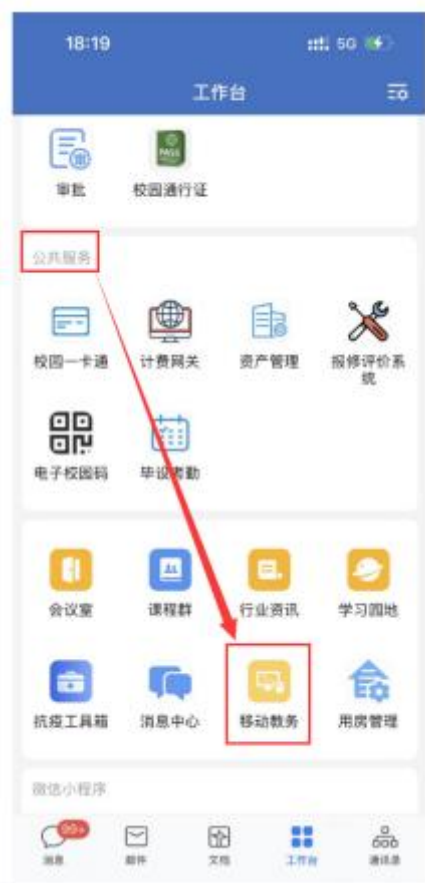 18:19
5G
工作台
审批
PASS
校园通行证
公共服务
校园一卡通
计费网关
资产管理
报修评价系
统
电子校园码
毕设考勤
会议室
课程群
行业资讯
学习园地
抗疫工具箱
消息中心
移动教务
用房管理
微信小程序
99+
消息
邮件
文档
工作台
通讯录